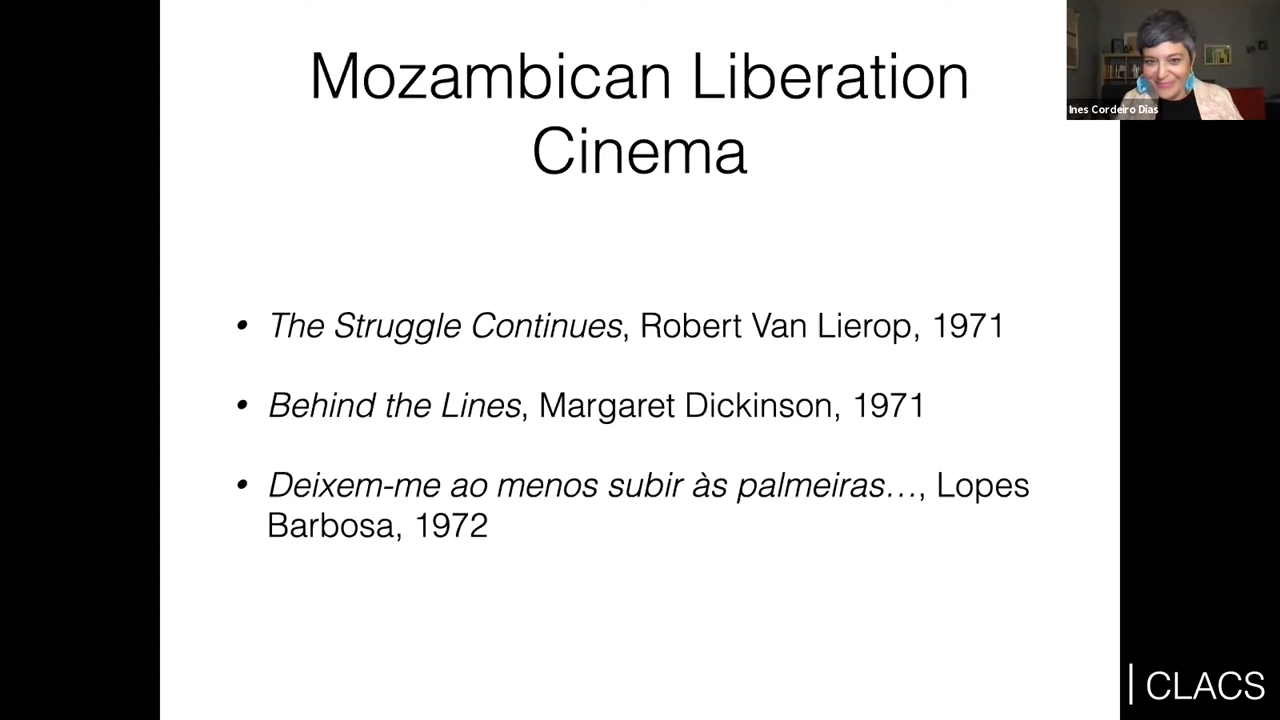 Mozambican Liberation
Cinema
Ines Cordeiro Dias
• The Struggle Continues, Robert Van Lierop, 1971
• Behind the Lines, Margaret Dickinson, 1971
• Deixem-me ao menos subir às palmeiras…, Lopes
Barbosa, 1972
| CLACS